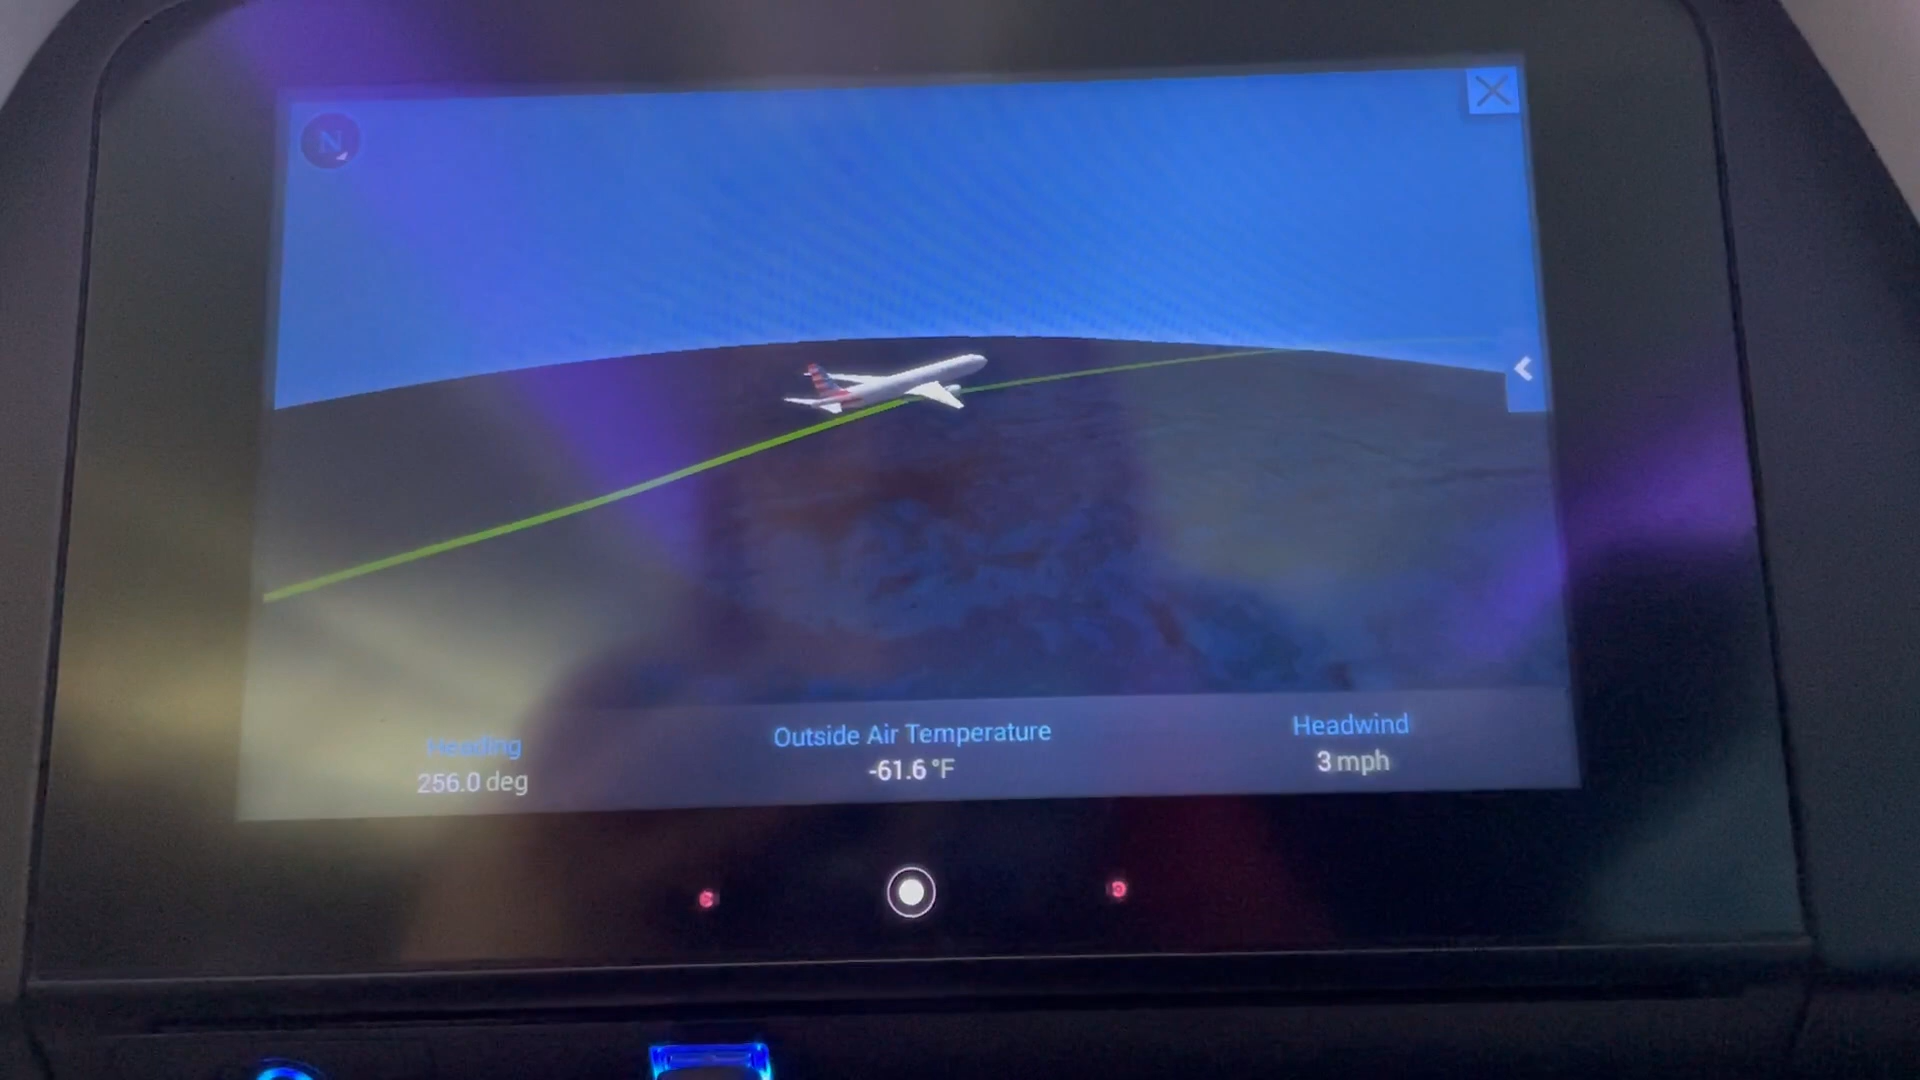 N
Heading
256.0 deg
Outside Air Temperature
-61.6 °F
Headwind
3 mph